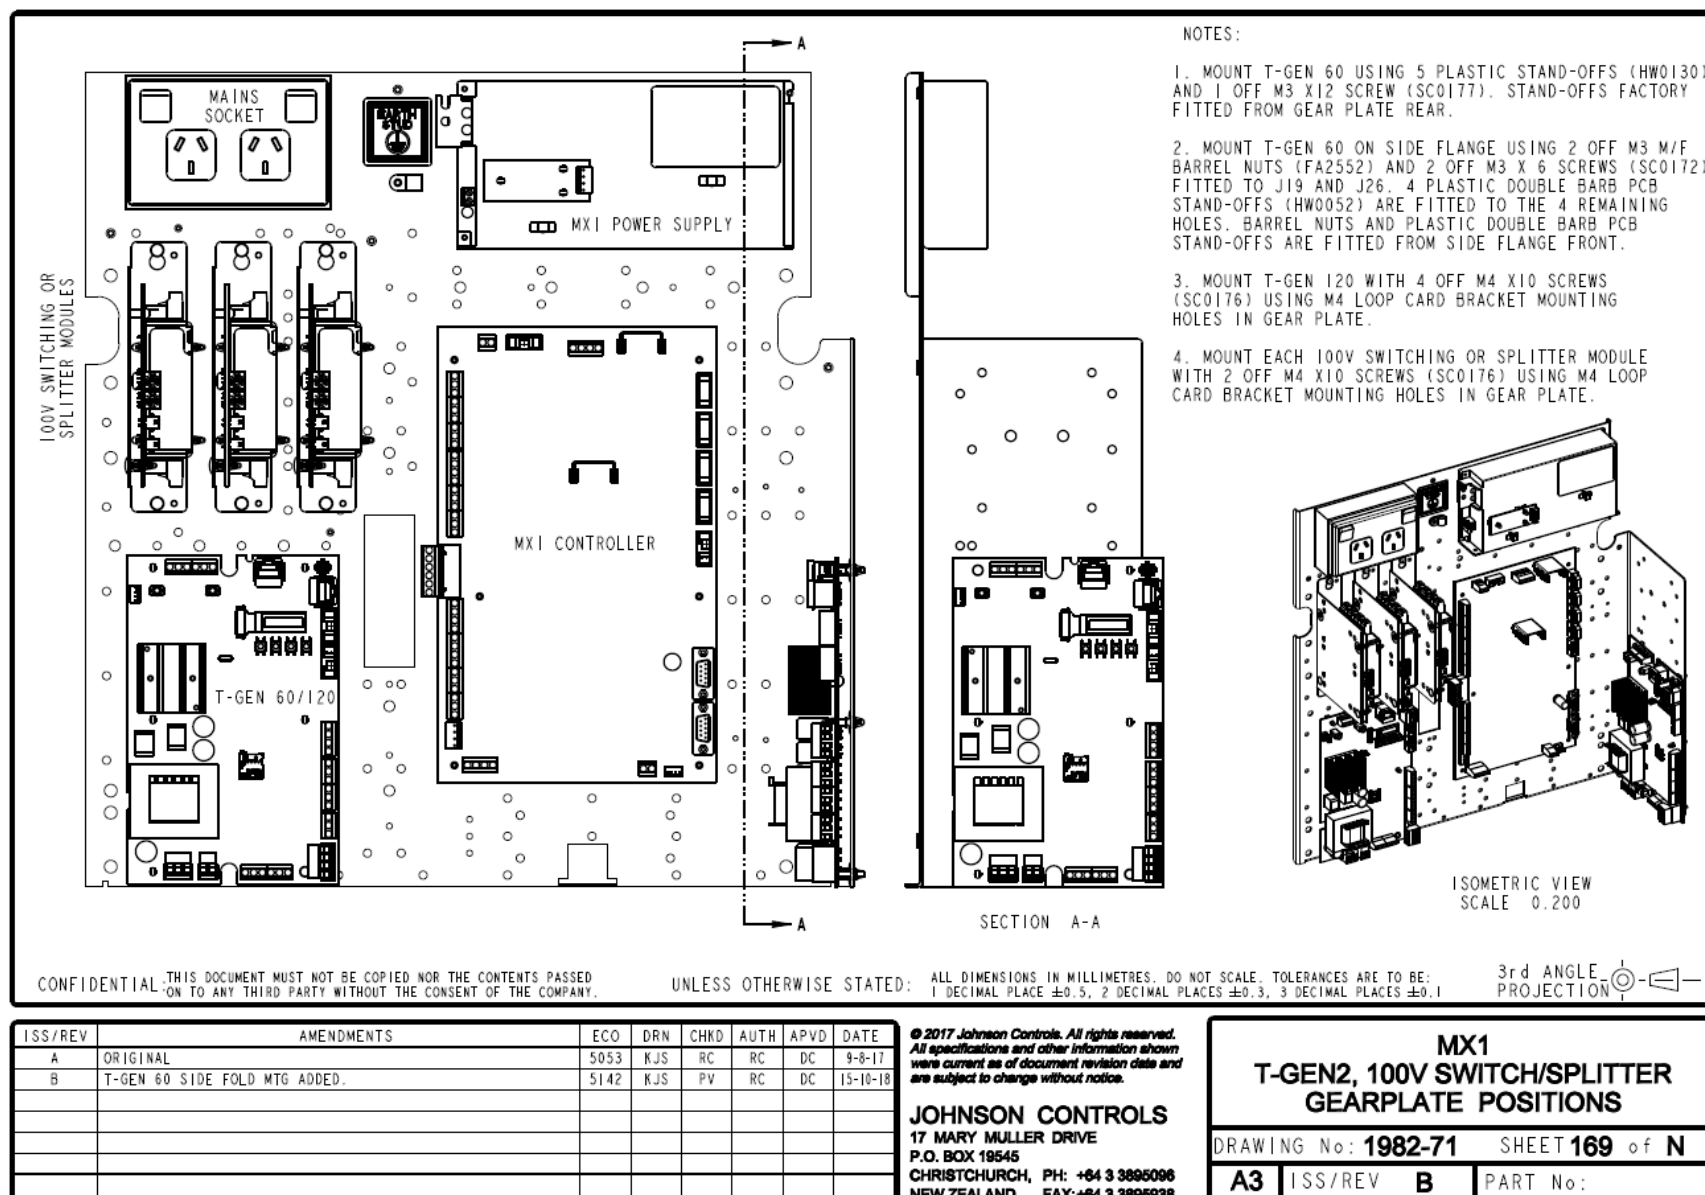 NOTES:
1. MOUNT T-GEN 60 USING 5 PLASTIC STAND-OFFS (HW0130)
AND 1 OFF M3 X12 SCREW (SC0177). STAND-OFFS FACTORY
FITTED FROM GEAR PLATE REAR.
2. MOUNT T-GEN 60 ON SIDE FLANGE USING 2 OFF M3 M/F
BARREL NUTS (FA2552) AND 2 OFF M3 X 6 SCREWS (SC0172)
FITTED TO J19 AND J26. 4 PLASTIC DOUBLE BARB PCB
STAND-OFFS (HW0052) ARE FITTED TO THE 4 REMAINING
HOLES. BARREL NUTS AND PLASTIC DOUBLE BARB PCB
STAND-OFFS ARE FITTED FROM SIDE FLANGE FRONT.
3. MOUNT T-GEN 120 WITH 4 OFF M4 X10 SCREWS
(SC0176) USING M4 LOOP CARD BRACKET MOUNTING
HOLES IN GEAR PLATE.
4. MOUNT EACH 100V SWITCHING OR SPLITTER MODULE
WITH 2 OFF M4 X10 SCREWS (SC0176) USING M4 LOOP
CARD BRACKET MOUNTING HOLES IN GEAR PLATE.
A
MAINS
SOCKET
EARTH
STUD
MX1 POWER SUPPLY
100V SWITCHING OR
SPLITTER MODULES
MX1 CONTROLLER
T-GEN 60/120
A
SECTION A-A
ISOMETRIC VIEW
SCALE 0.200
CONFIDENTIAL: THIS DOCUMENT MUST NOT BE COPIED NOR THE CONTENTS PASSED
ON TO ANY THIRD PARTY WITHOUT THE CONSENT OF THE COMPANY.
UNLESS OTHERWISE STATED: ALL DIMENSIONS IN MILLIMETRES. DO NOT SCALE. TOLERANCES ARE TO BE:
1 DECIMAL PLACE ±0.5, 2 DECIMAL PLACES ±0.3, 3 DECIMAL PLACES ±0.1
3rd ANGLE
PROJECTION
ISS/REV AMENDMENTS ECO DRN CHKD AUTH APVD DATE
A ORIGINAL 5053 KJS RC RC DC 9-8-17
B T-GEN 60 SIDE FOLD MTG ADDED. 5142 KJS PV RC DC 15-10-18
© 2017 Johnson Controls. All rights reserved.
All specifications and other information shown
were current as of document revision date and
are subject to change without notice.
JOHNSON CONTROLS
17 MARY MULLER DRIVE
P.O. BOX 19545
CHRISTCHURCH, PH: +64 3 3895096
NEW ZEALAND FAX:+64 3 3895938
MX1
T-GEN2, 100V SWITCH/SPLITTER
GEARPLATE POSITIONS
DRAWING No: 1982-71 SHEET 169 of N
A3 ISS/REV B PART No: